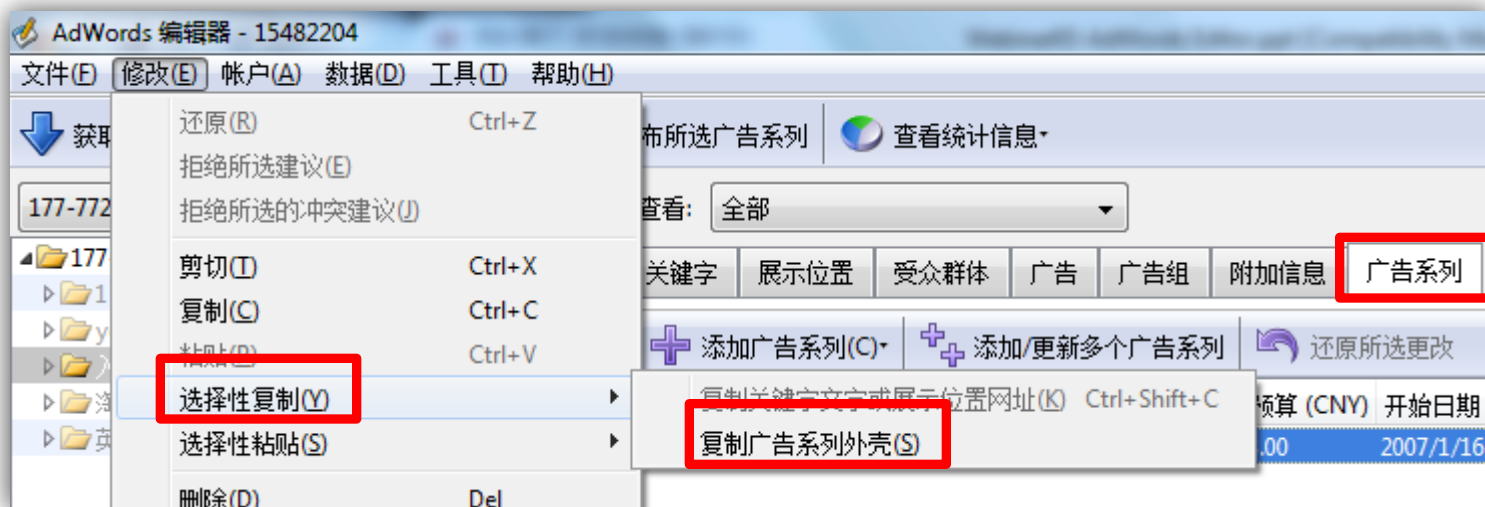 AdWords 编辑器 - 15482204
文件(F) 修改(E) 帐户(A) 数据(D) 工具(T) 帮助(H)
获取 布所选广告系列 查看统计信息
177-772 查看: 全部
177
关键字 展示位置 受众群体 广告 广告组 附加信息 广告系列
添加广告系列(C) 添加/更新多个广告系列 还原所选更改
预算 (CNY) 开始日期
.00 2007/1/16
还原(R) Ctrl+Z
拒绝所选建议(E)
拒绝所选的冲突建议(J)
剪切(T) Ctrl+X
复制(C) Ctrl+C
粘贴(P) Ctrl+V
选择性复制(Y)
选择性粘贴(S)
删除(D) Del
复制关键字文字或展示位置网址(K) Ctrl+Shift+C
复制广告系列外壳(S)